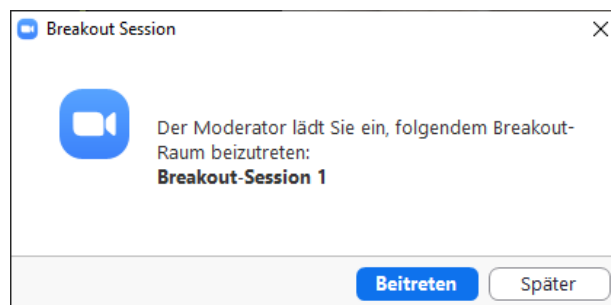 Breakout Session
Der Moderator lädt Sie ein, folgendem Breakout-
Raum beizutreten:
Breakout-Session 1
Beitreten
Später